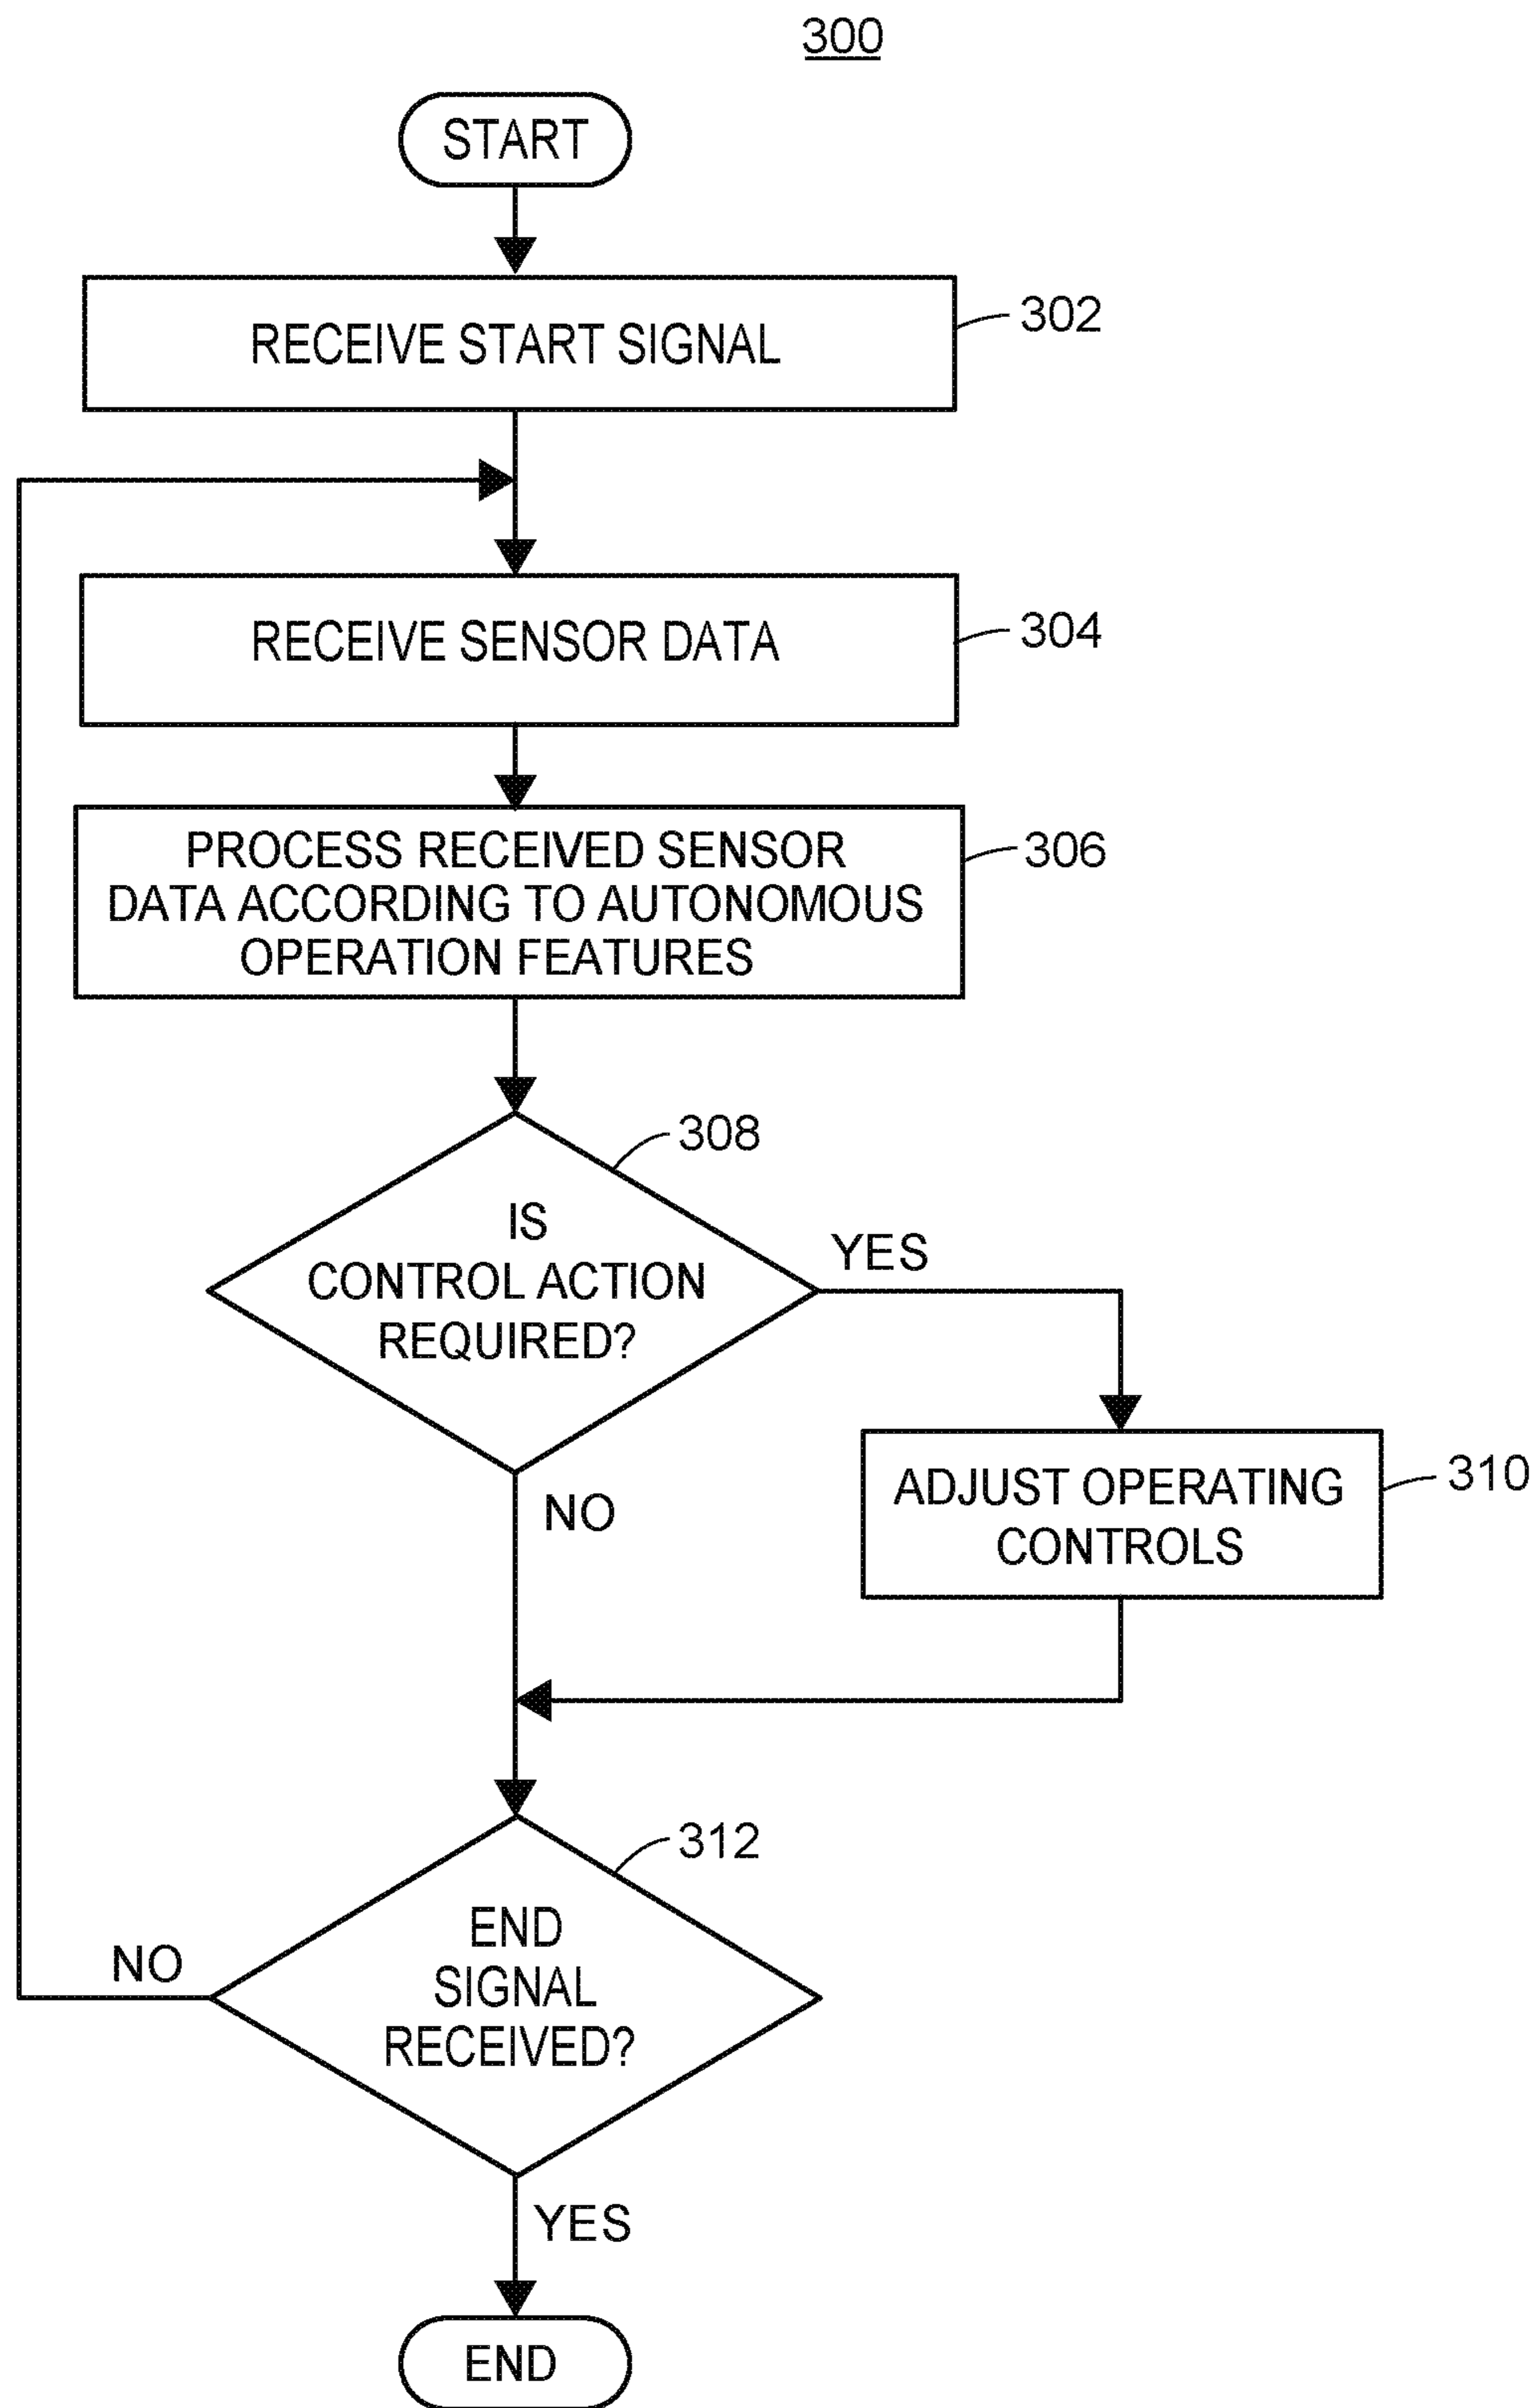 300
START
RECEIVE START SIGNAL
302
RECEIVE SENSOR DATA
304
PROCESS RECEIVED SENSOR
DATA ACCORDING TO AUTONOMOUS
OPERATION FEATURES
306
308
IS
CONTROL ACTION
REQUIRED?
YES
NO
ADJUST OPERATING
CONTROLS
310
312
END
SIGNAL
RECEIVED?
NO
YES
END